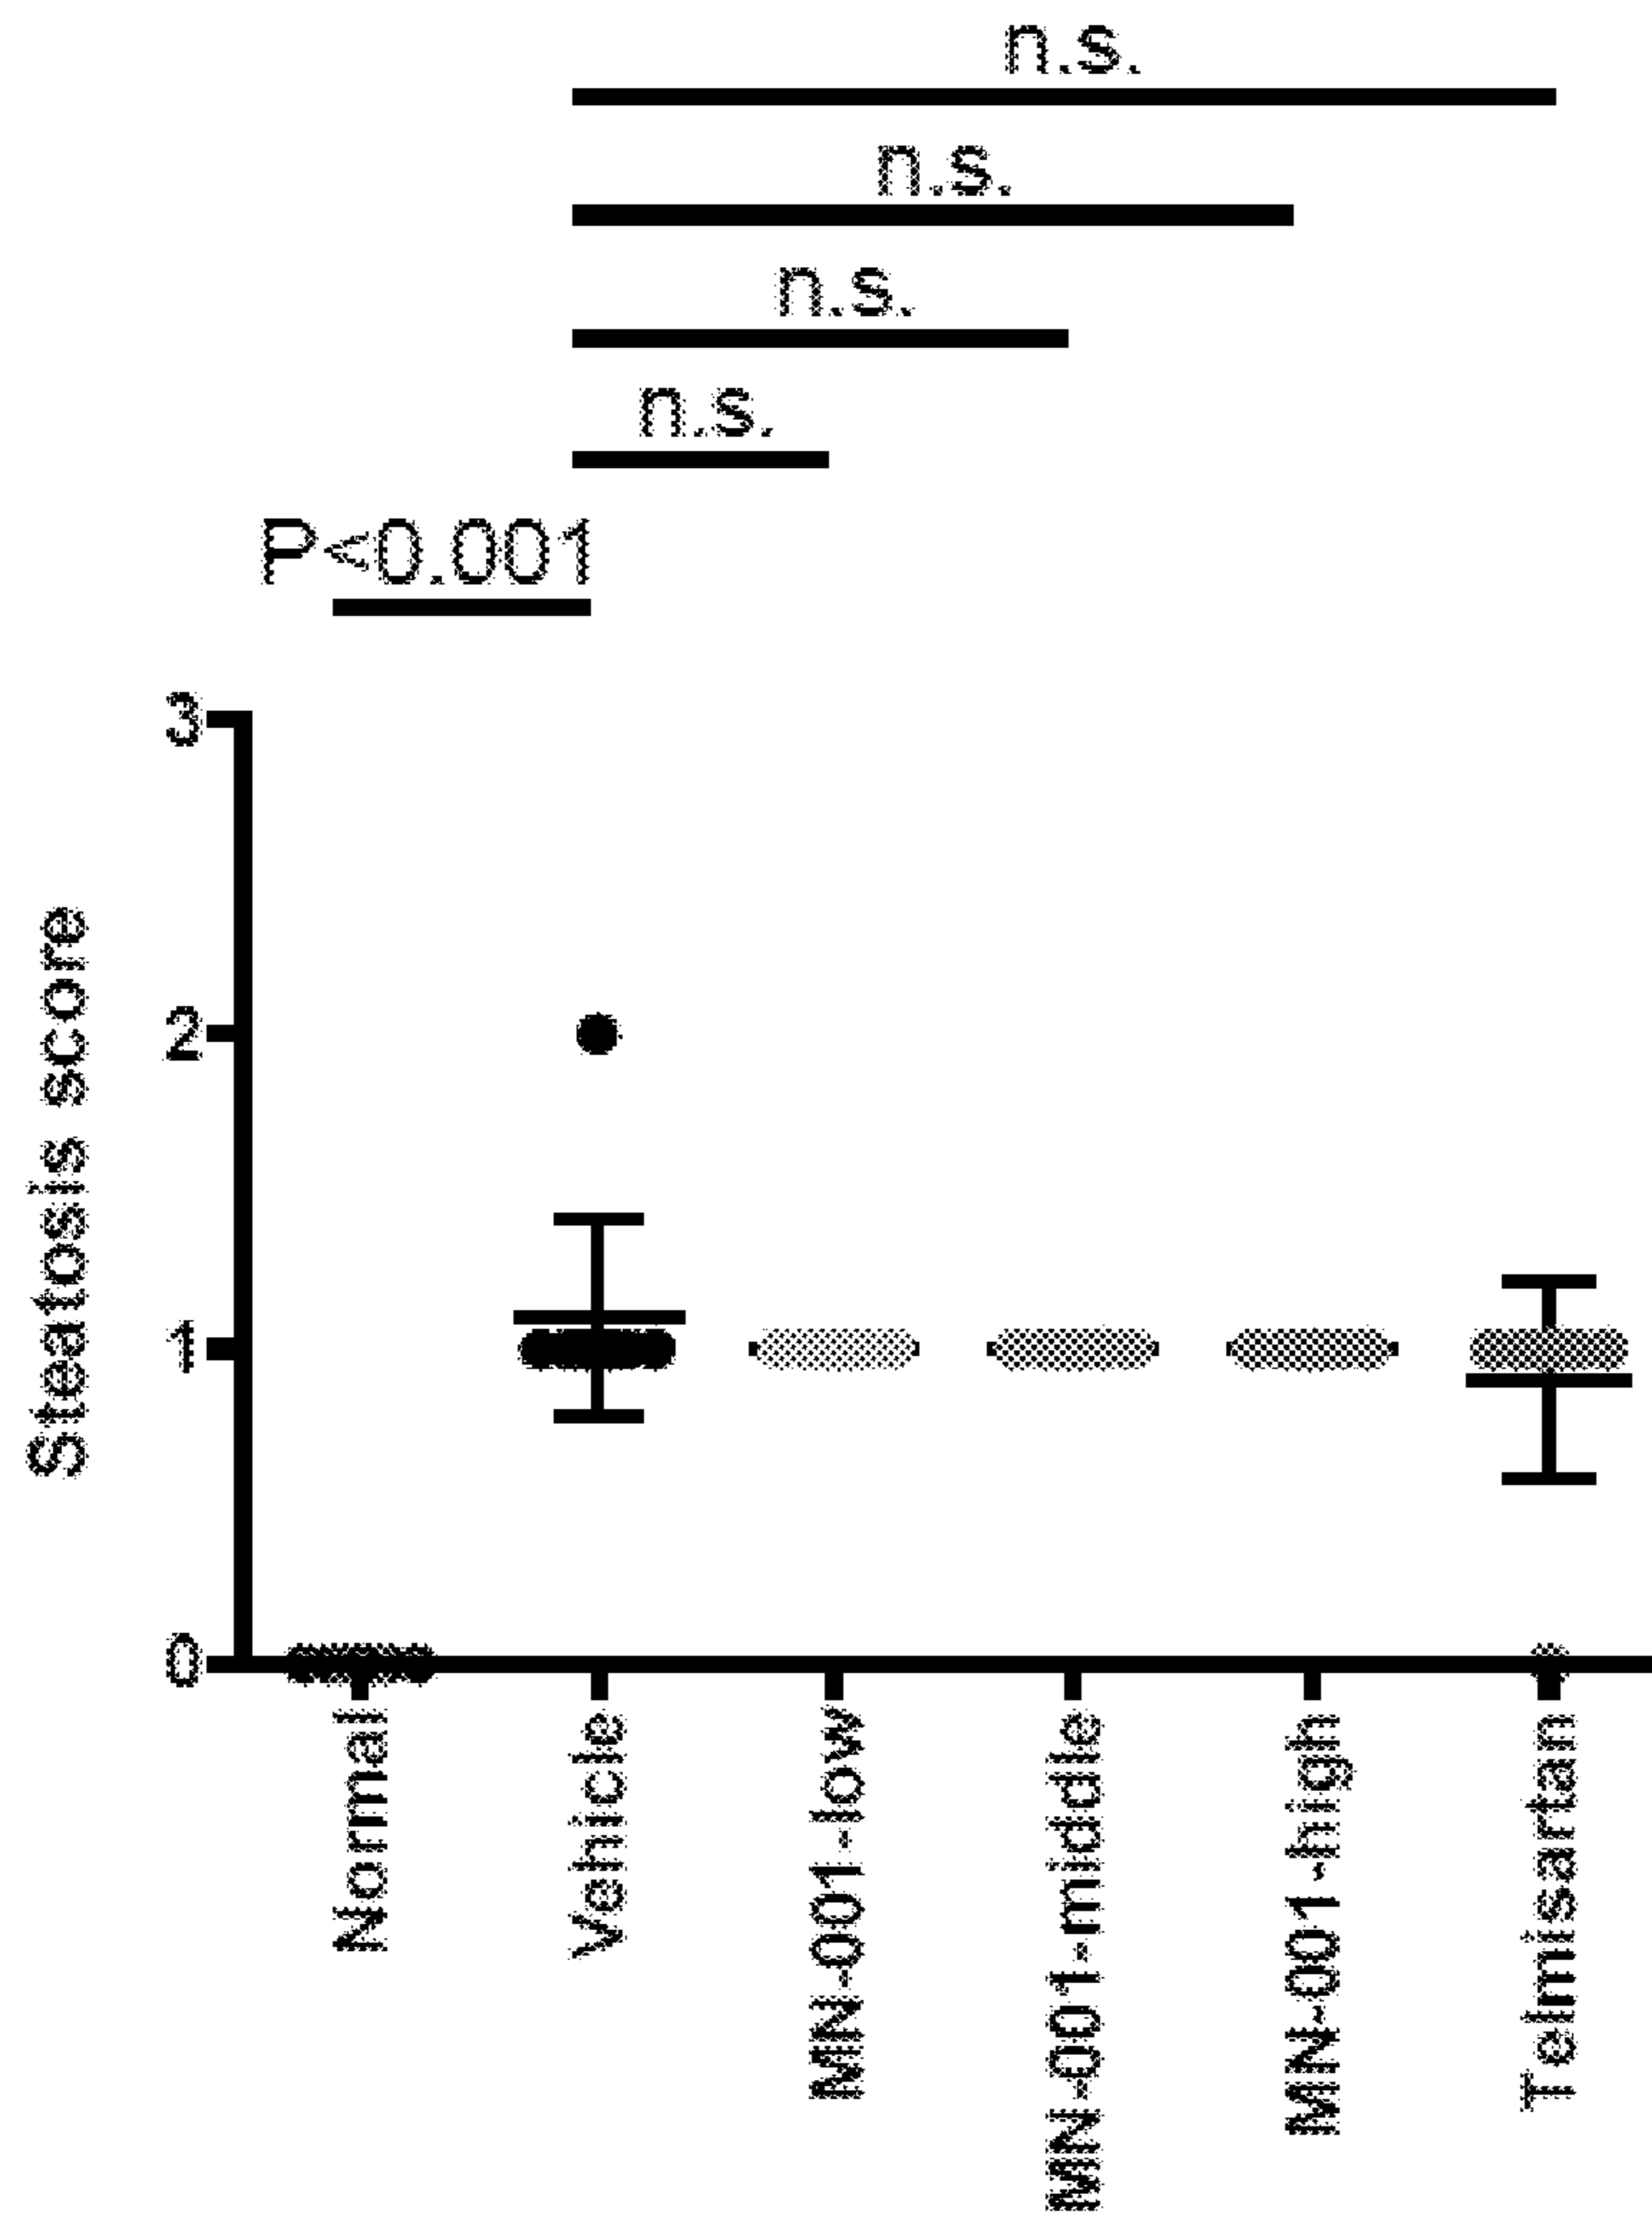 n.s.
n.s.
n.s.
n.s.
P<0.001
3
2
1
0
Steatosis score
Normal
Vehicle
MN-001-low
MN-001-middle
MN-001-high
Telmisartan